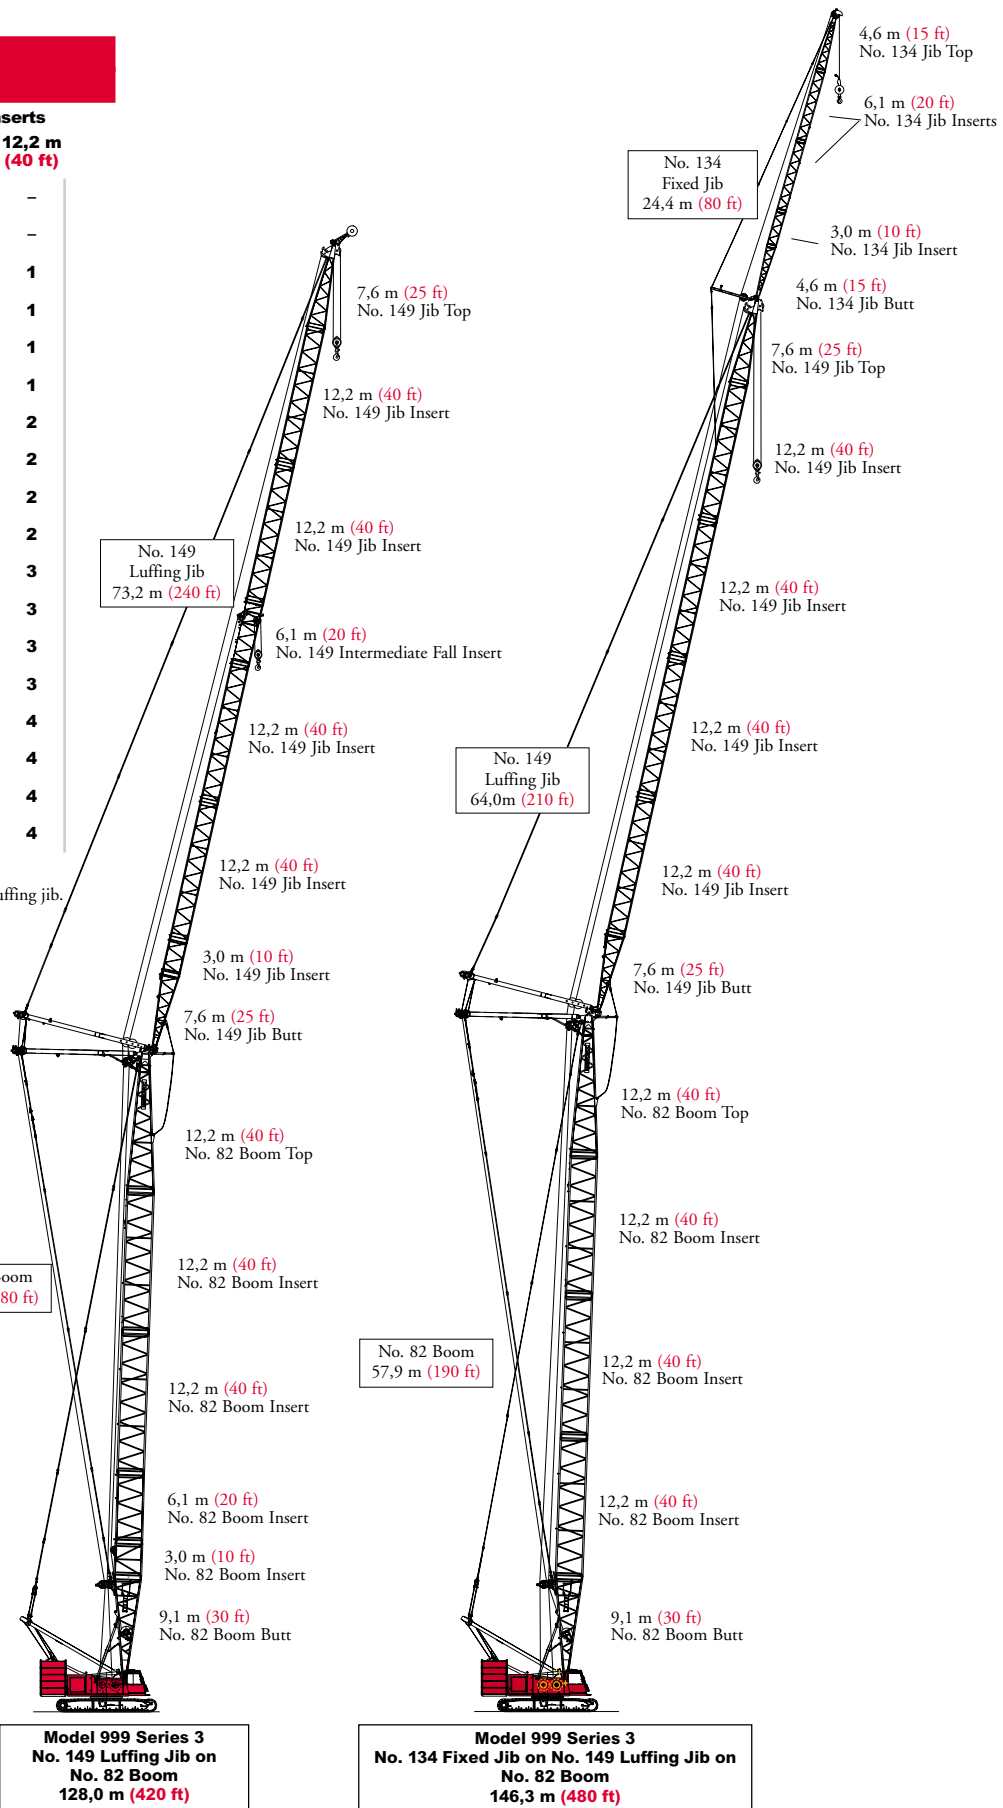 12,2 m
(40 ft)
–
–
1
1
1
1
2
2
2
2
3
3
3
3
4
4
4
4
jib.
7,6 m (25 ft)
No. 149 Jib Top
12,2 m (40 ft)
No. 149 Jib Insert
12,2 m (40 ft)
No. 149 Jib Insert
No. 149
Luffing Jib
73,2 m (240 ft)
6,1 m (20 ft)
No. 149 Intermediate Fall Insert
12,2 m (40 ft)
No. 149 Jib Insert
12,2 m (40 ft)
No. 149 Jib Insert
3,0 m (10 ft)
No. 149 Jib Insert
7,6 m (25 ft)
No. 149 Jib Butt
12,2 m (40 ft)
No. 82 Boom Top
12,2 m (40 ft)
No. 82 Boom Insert
ft)
12,2 m (40 ft)
No. 82 Boom Insert
6,1 m (20 ft)
No. 82 Boom Insert
3,0 m (10 ft)
No. 82 Boom Insert
9,1 m (30 ft)
No. 82 Boom Butt
Model 999 Series 3
No. 149 Luffing Jib on
No. 82 Boom
128,0 m (420 ft)
4,6 m (15 ft)
No. 134 Jib Top
6,1 m (20 ft)
No. 134 Jib Inserts
No. 134
Fixed Jib
24,4 m (80 ft)
3,0 m (10 ft)
No. 134 Jib Insert
4,6 m (15 ft)
No. 134 Jib Butt
7,6 m (25 ft)
No. 149 Jib Top
12,2 m (40 ft)
No. 149 Jib Insert
12,2 m (40 ft)
No. 149 Jib Insert
12,2 m (40 ft)
No. 149 Jib Insert
No. 149
Luffing Jib
64,0m (210 ft)
12,2 m (40 ft)
No. 149 Jib Insert
7,6 m (25 ft)
No. 149 Jib Butt
12,2 m (40 ft)
No. 82 Boom Top
12,2 m (40 ft)
No. 82 Boom Insert
No. 82 Boom
57,9 m (190 ft)
12,2 m (40 ft)
No. 82 Boom Insert
12,2 m (40 ft)
No. 82 Boom Insert
9,1 m (30 ft)
No. 82 Boom Butt
Model 999 Series 3
No. 134 Fixed Jib on No. 149 Luffing Jib on
No. 82 Boom
146,3 m (480 ft)